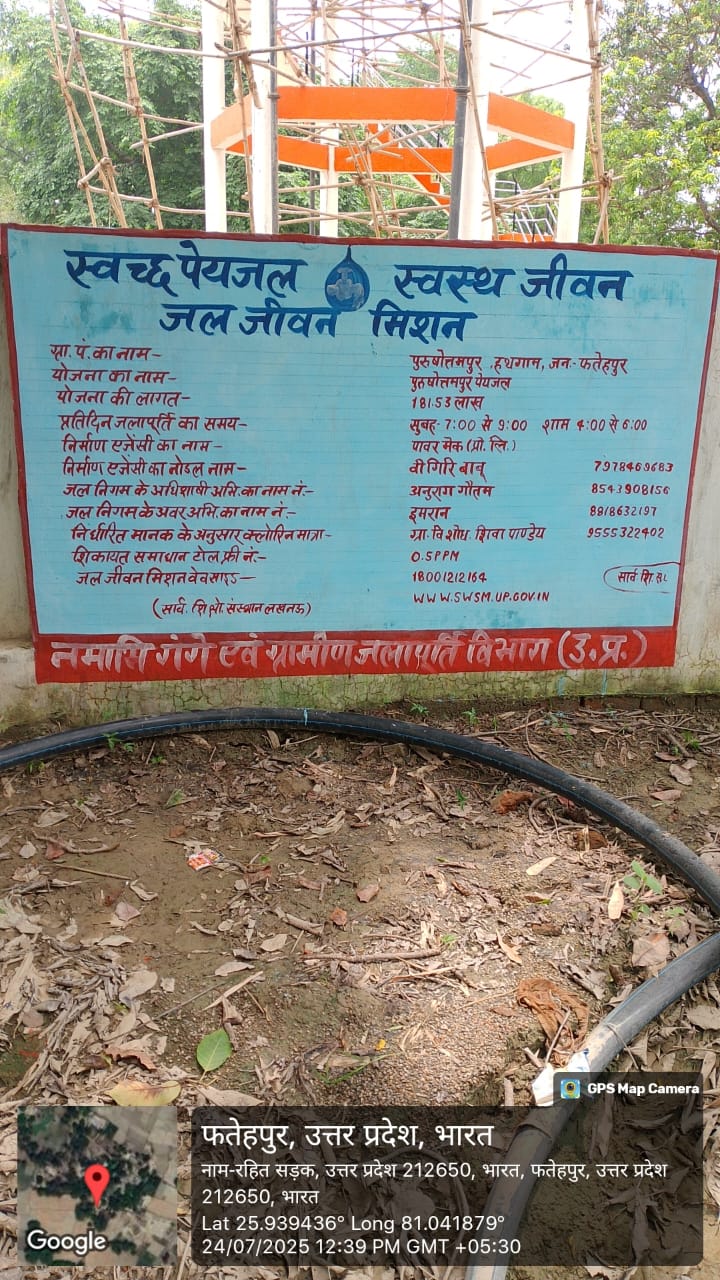 स्वच्छ पेयजल स्वस्थ जीवन
जल जीवन मिशन
ग्रा. पं. का नाम- पुरुषोत्तमपुर, हथगाम, जन- फतेहपुर
योजना का नाम- पुरुषोत्तमपुर पेयजल
योजना की लागत- 181.53 लाख
प्रतिदिन जलापूर्ति का समय- सुबह- 7:00 से 9:00 शाम 4:00 से 6:00
निर्माण एजेंसी का नाम- पावर मेक (प्रो. लि.)
निर्माण एजेंसी का नोडल नाम- वी गिरि बाबू 7978469683
जल निगम के अधिशाषी अभि. का नाम नं.- अनुराग गौतम 8543908156
जल निगम के अवर अभि. का नाम नं.- इमरान 8818632197
निर्धारित मानक के अनुसार क्लोरिन मात्रा- ग्रा. वि शोध. शिवा पाण्डेय 9555322402
शिकायत समाधान टोल फ्री नं.- 0.5PPM
जल जीवन मिशन वेवसाइड- 18001212164
WWW.SWSM.UP.GOV.IN
(सार्व. शि. शो. संस्थान लखनऊ)
नमामि गंगे एवं ग्रामीण जलापूर्ति विभाग (उ.प्र.)
GPS Map Camera
फतेहपुर, उत्तर प्रदेश, भारत
नाम-रहित सड़क, उत्तर प्रदेश 212650, भारत, फतेहपुर, उत्तर प्रदेश
212650, भारत
Lat 25.939436° Long 81.041879°
24/07/2025 12:39 PM GMT +05:30
Google